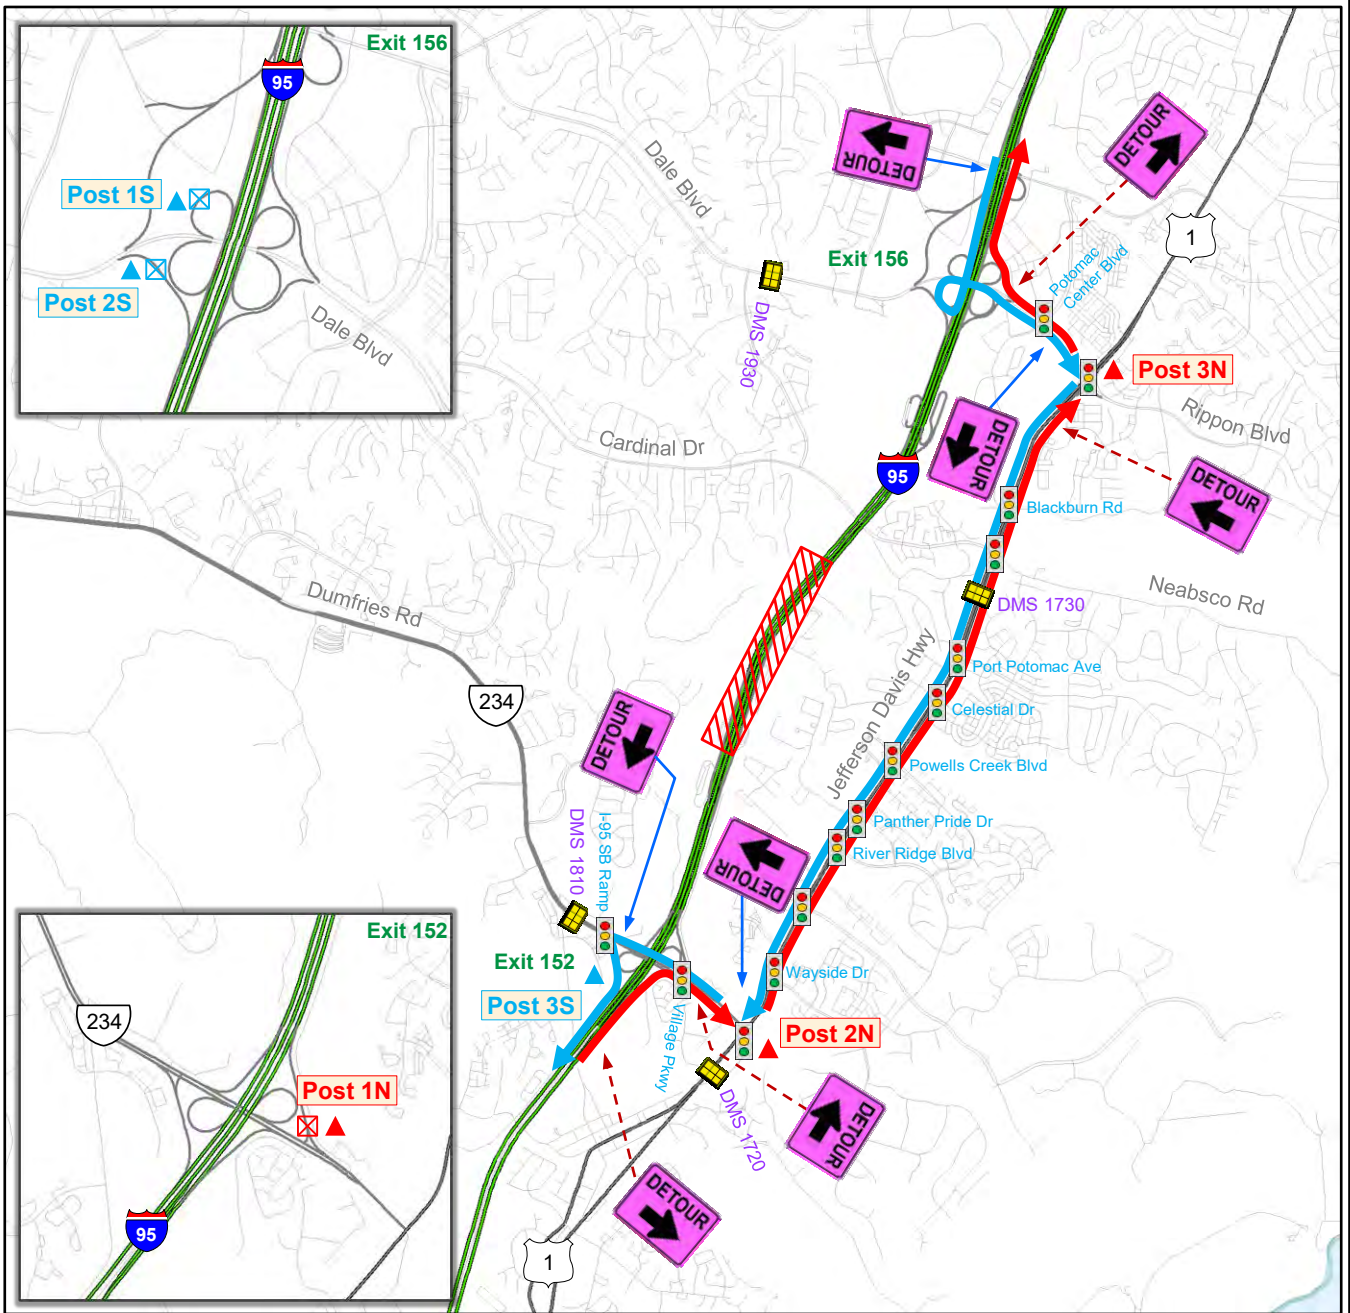 Exit 156
95
Post 1S
Post 2S
Dale Blvd
Dale Blvd
DETOUR
DETOUR
1
Exit 156
Potomac
Center Blvd
DMS 1930
Post 3N
Rippon Blvd
DETOUR
Cardinal Dr
95
DETOUR
Blackburn Rd
Dumfries Rd
Neabsco Rd
DMS 1730
Port Potomac Ave
234
Celestial Dr
Jefferson Davis Hwy
DETOUR
Powells Creek Blvd
Panther Pride Dr
River Ridge Blvd
DMS 1810
I-95 SB Ramp
DETOUR
Exit 152
Wayside Dr
Post 3S
Village Pkwy
Post 2N
DMS 1720
DETOUR
DETOUR
1
Exit 152
234
Post 1N
95